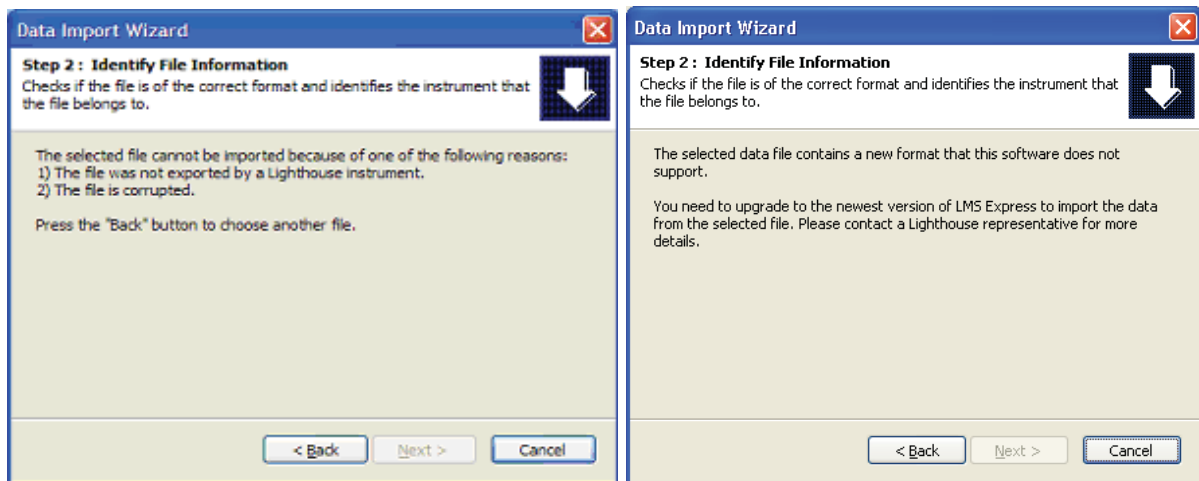 Data Import Wizard
Step 2 : Identify File Information
Checks if the file is of the correct format and identifies the instrument that
the file belongs to.
The selected file cannot be imported because of one of the following reasons:
1) The file was not exported by a Lighthouse instrument.
2) The file is corrupted.
Press the "Back" button to choose another file.
< Back
Next >
Cancel
Data Import Wizard
Step 2 : Identify File Information
Checks if the file is of the correct format and identifies the instrument that
the file belongs to.
The selected data file contains a new format that this software does not
support.
You need to upgrade to the newest version of LMS Express to import the data
from the selected file. Please contact a Lighthouse representative for more
details.
< Back
Next >
Cancel